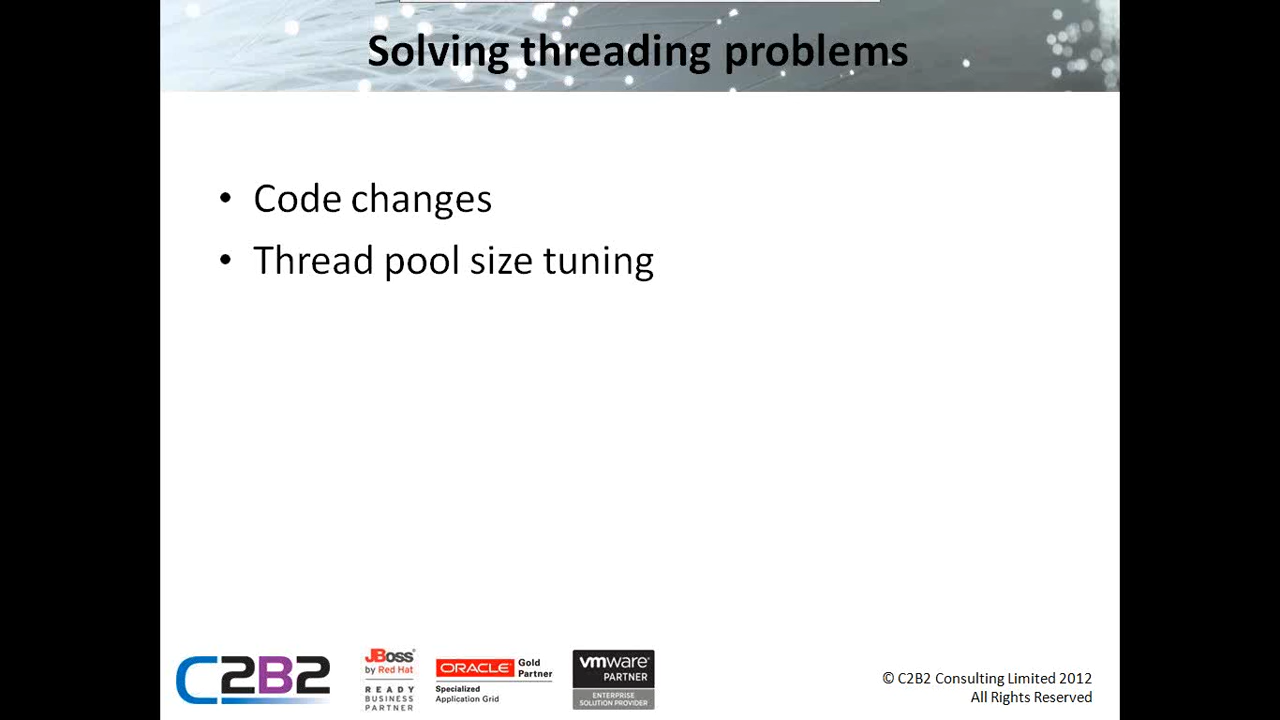 Solving threading problems
• Code changes
• Thread pool size tuning
C2B2
JBoss
by Red Hat
READY
BUSINESS
PARTNER
ORACLE
Gold
Partner
Specialized
Application Grid
vmware
PARTNER
ENTERPRISE
SOLUTION PROVIDER
© C2B2 Consulting Limited 2012
All Rights Reserved